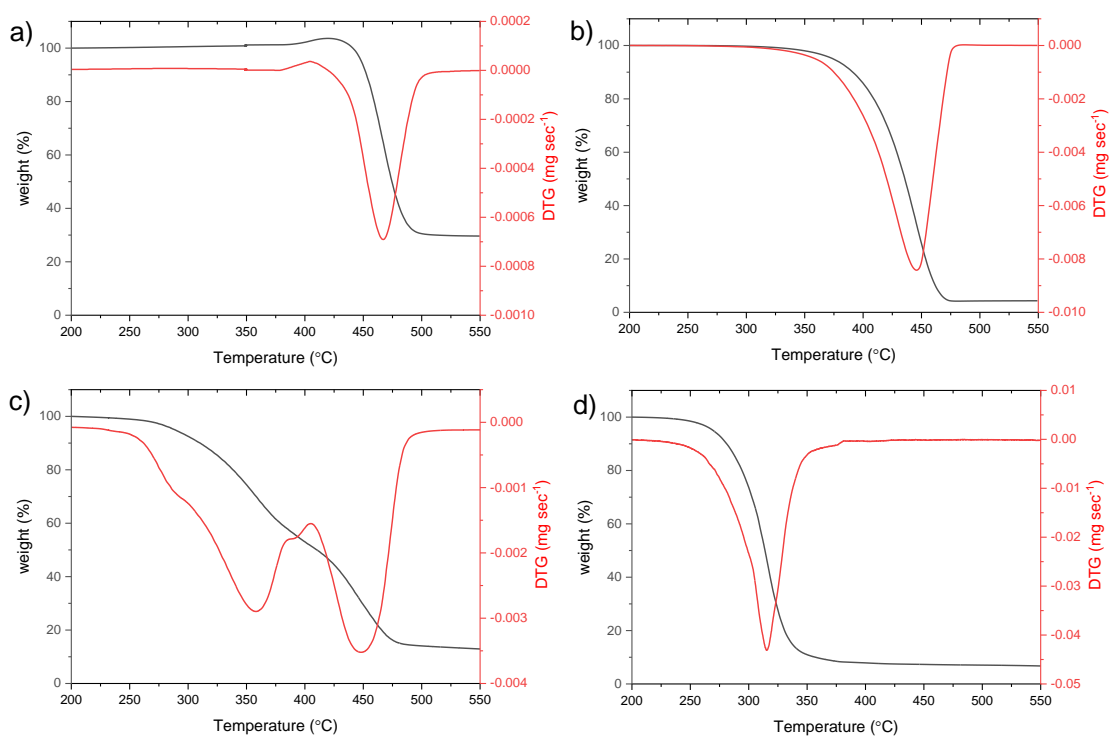 a)
100
80
60
40
20
0
weight (%)
200 250 300 350 400 450 500 550
Temperature (°C)
0.0002
0.0000
-0.0002
-0.0004
-0.0006
-0.0008
-0.0010
DTG (mg sec⁻¹)
b)
100
80
60
40
20
0
weight (%)
200 250 300 350 400 450 500 550
Temperature (°C)
0.000
-0.002
-0.004
-0.006
-0.008
-0.010
DTG (mg sec⁻¹)
c)
100
80
60
40
20
0
weight (%)
200 250 300 350 400 450 500 550
Temperature (°C)
0.000
-0.001
-0.002
-0.003
-0.004
DTG (mg sec⁻¹)
d)
100
80
60
40
20
0
weight (%)
200 250 300 350 400 450 500 550
Temperature (°C)
0.01
0.00
-0.01
-0.02
-0.03
-0.04
-0.05
DTG (mg sec⁻¹)